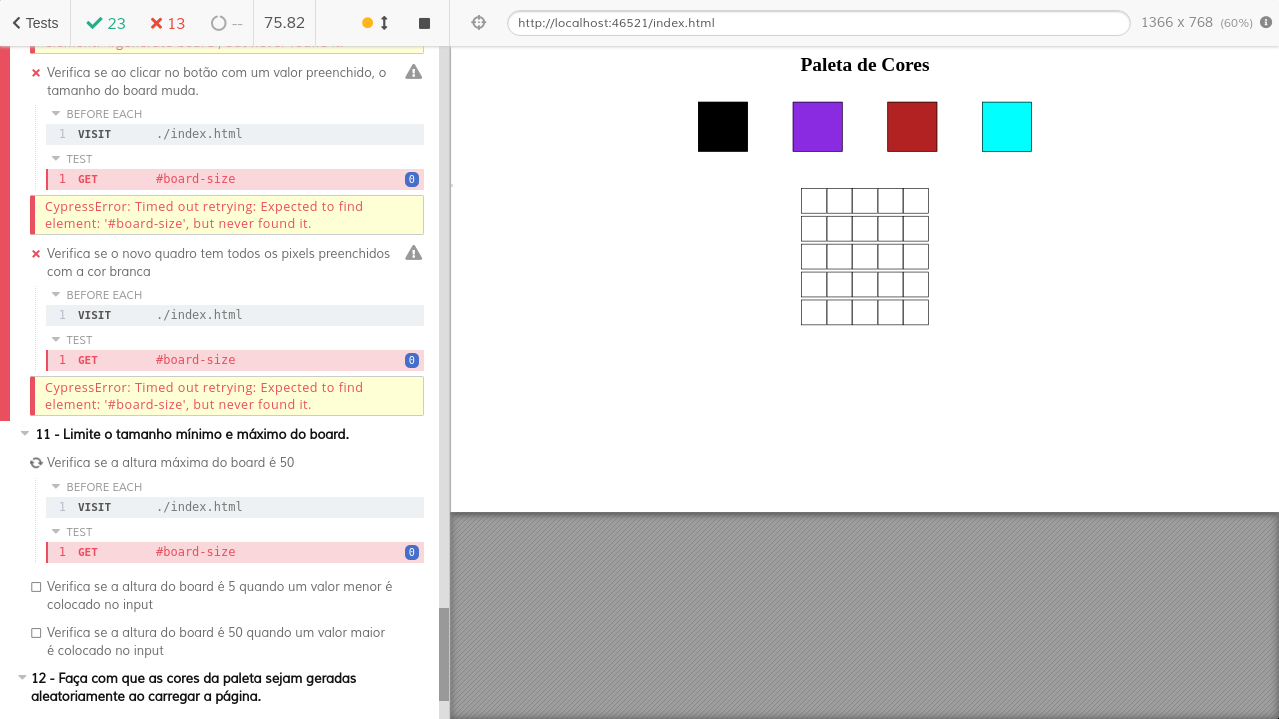 Tests 23 13 -- 75.82
http://localhost:46521/index.html 1366 x 768 (60%)
Verifica se ao clicar no botão com um valor preenchido, o
tamanho do board muda.
BEFORE EACH
1 VISIT ./index.html
TEST
1 GET #board-size 0
CypressError: Timed out retrying: Expected to find
element: '#board-size', but never found it.
Verifica se o novo quadro tem todos os pixels preenchidos
com a cor branca
BEFORE EACH
1 VISIT ./index.html
TEST
1 GET #board-size 0
CypressError: Timed out retrying: Expected to find
element: '#board-size', but never found it.
11 - Limite o tamanho mínimo e máximo do board.
Verifica se a altura máxima do board é 50
BEFORE EACH
1 VISIT ./index.html
TEST
1 GET #board-size 0
Verifica se a altura do board é 5 quando um valor menor é
colocado no input
Verifica se a altura do board é 50 quando um valor maior
é colocado no input
12 - Faça com que as cores da paleta sejam geradas
aleatoriamente ao carregar a página.
Paleta de Cores